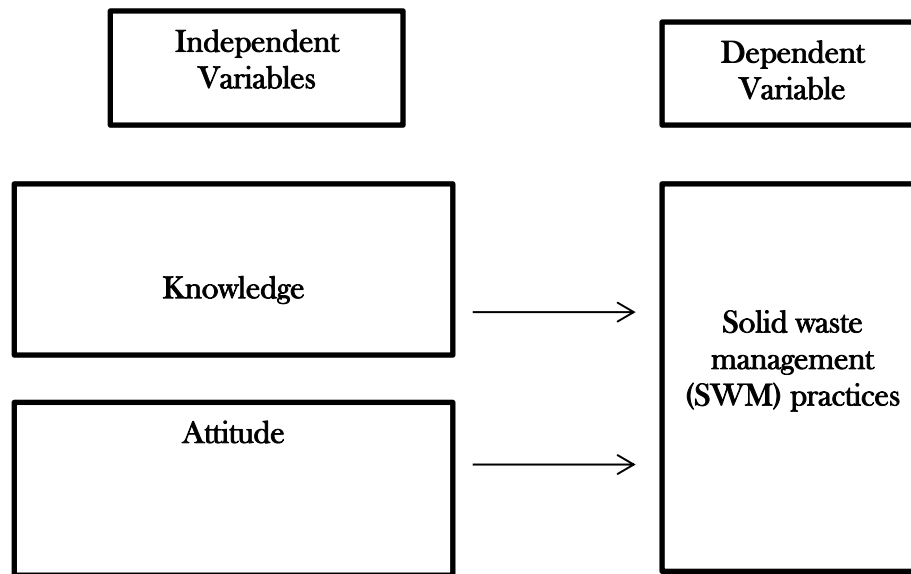 Independent
Variables
Dependent
Variable
Knowledge
Attitude
Solid waste
management
(SWM) practices